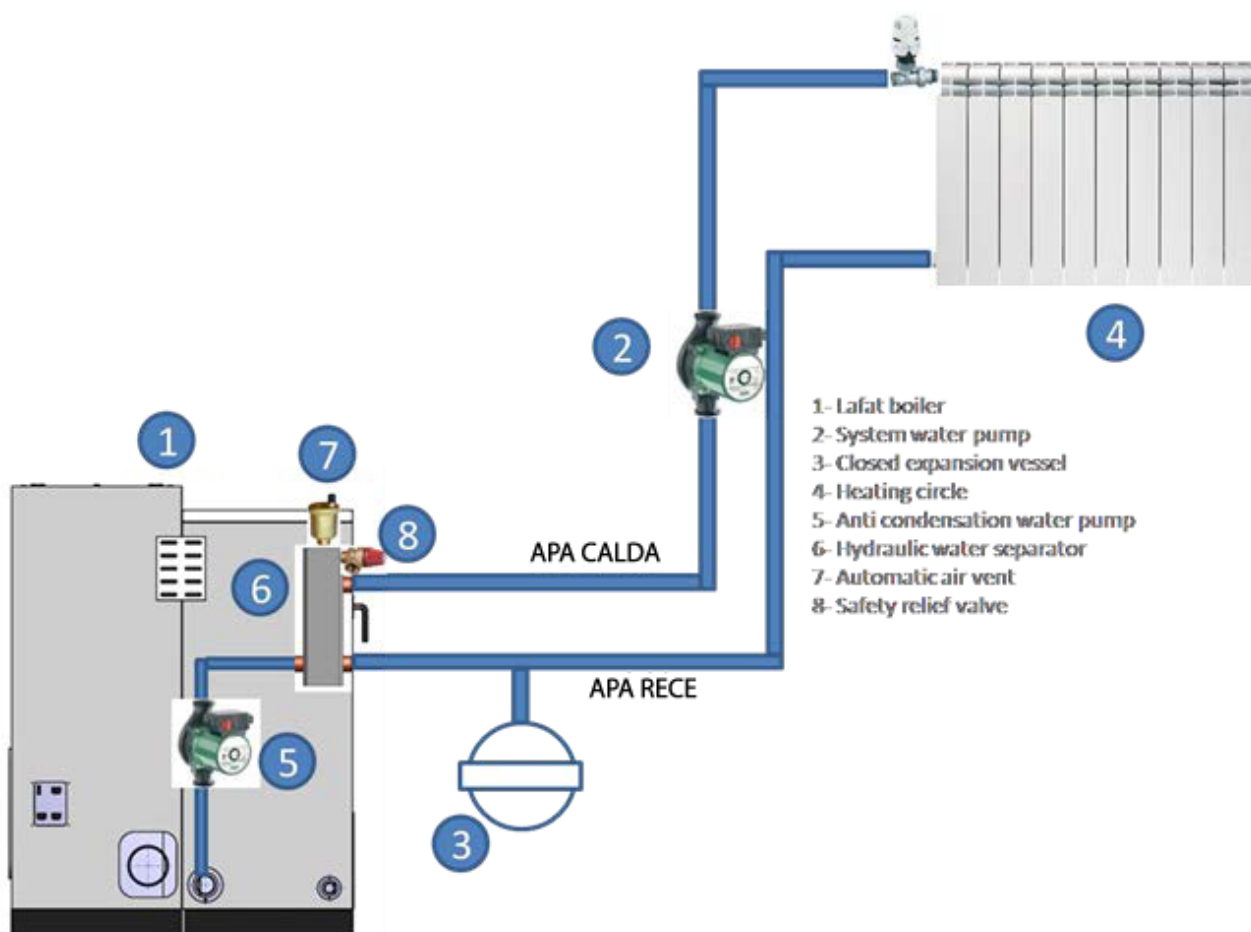 4
2
1- Lafat boiler
2- System water pump
3- Closed expansion vessel
4- Heating circle
5- Anti condensation water pump
6- Hydraulic water separator
7- Automatic air vent
8- Safety relief valve
1
7
8
6
APA CALDA
APA RECE
5
3